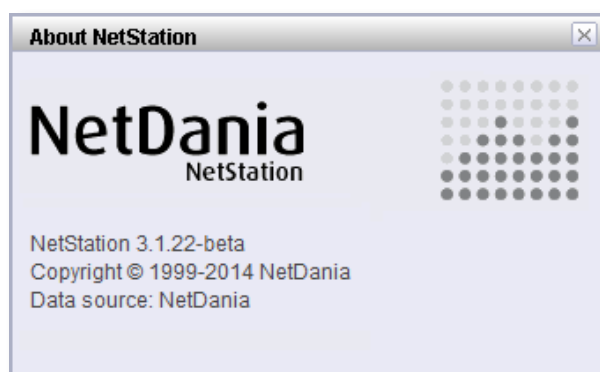 About NetStation
NetDania
NetStation
NetStation 3.1.22-beta
Copyright © 1999-2014 NetDania
Data source: NetDania